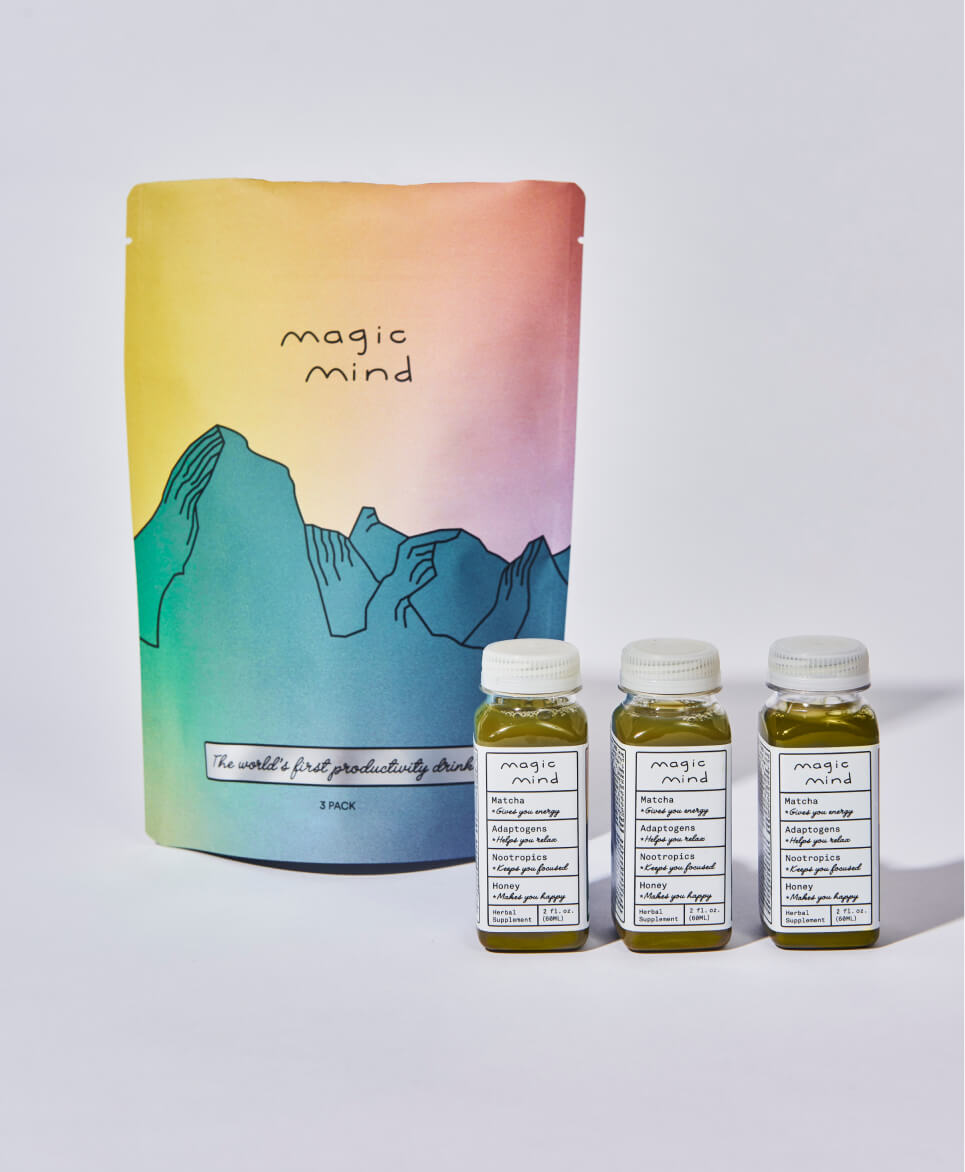 magic
mind
The world's first productivity drink
3 PACK
magic
mind
Matcha
*Gives you energy
Adaptogens
*Helps you relax
Nootropics
*Keeps you focused
Honey
*Makes you happy
Herbal
Supplement
2 fl. oz.
(60ML)
magic
mind
Matcha
*Gives you energy
Adaptogens
*Helps you relax
Nootropics
*Keeps you focused
Honey
*Makes you happy
Herbal
Supplement
2 fl. oz.
(60ML)
magic
mind
Matcha
*Gives you energy
Adaptogens
*Helps you relax
Nootropics
*Keeps you focused
Honey
*Makes you happy
Herbal
Supplement
2 fl. oz.
(60ML)